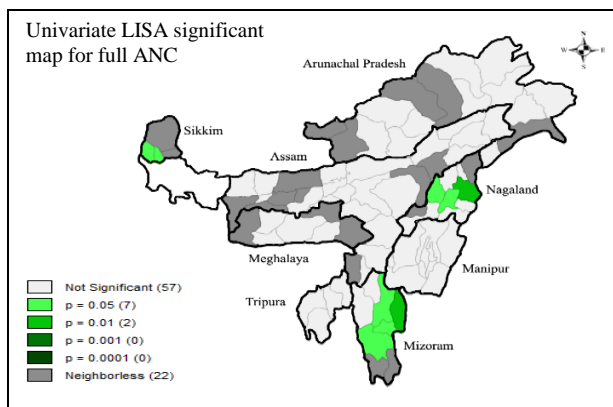 Univariate LISA significant
map for full ANC
N
W E
S
Arunachal Pradesh
Sikkim
Assam
Nagaland
Meghalaya
Manipur
Tripura
Mizoram
Not Significant (57)
p = 0.05 (7)
p = 0.01 (2)
p = 0.001 (0)
p = 0.0001 (0)
Neighborless (22)